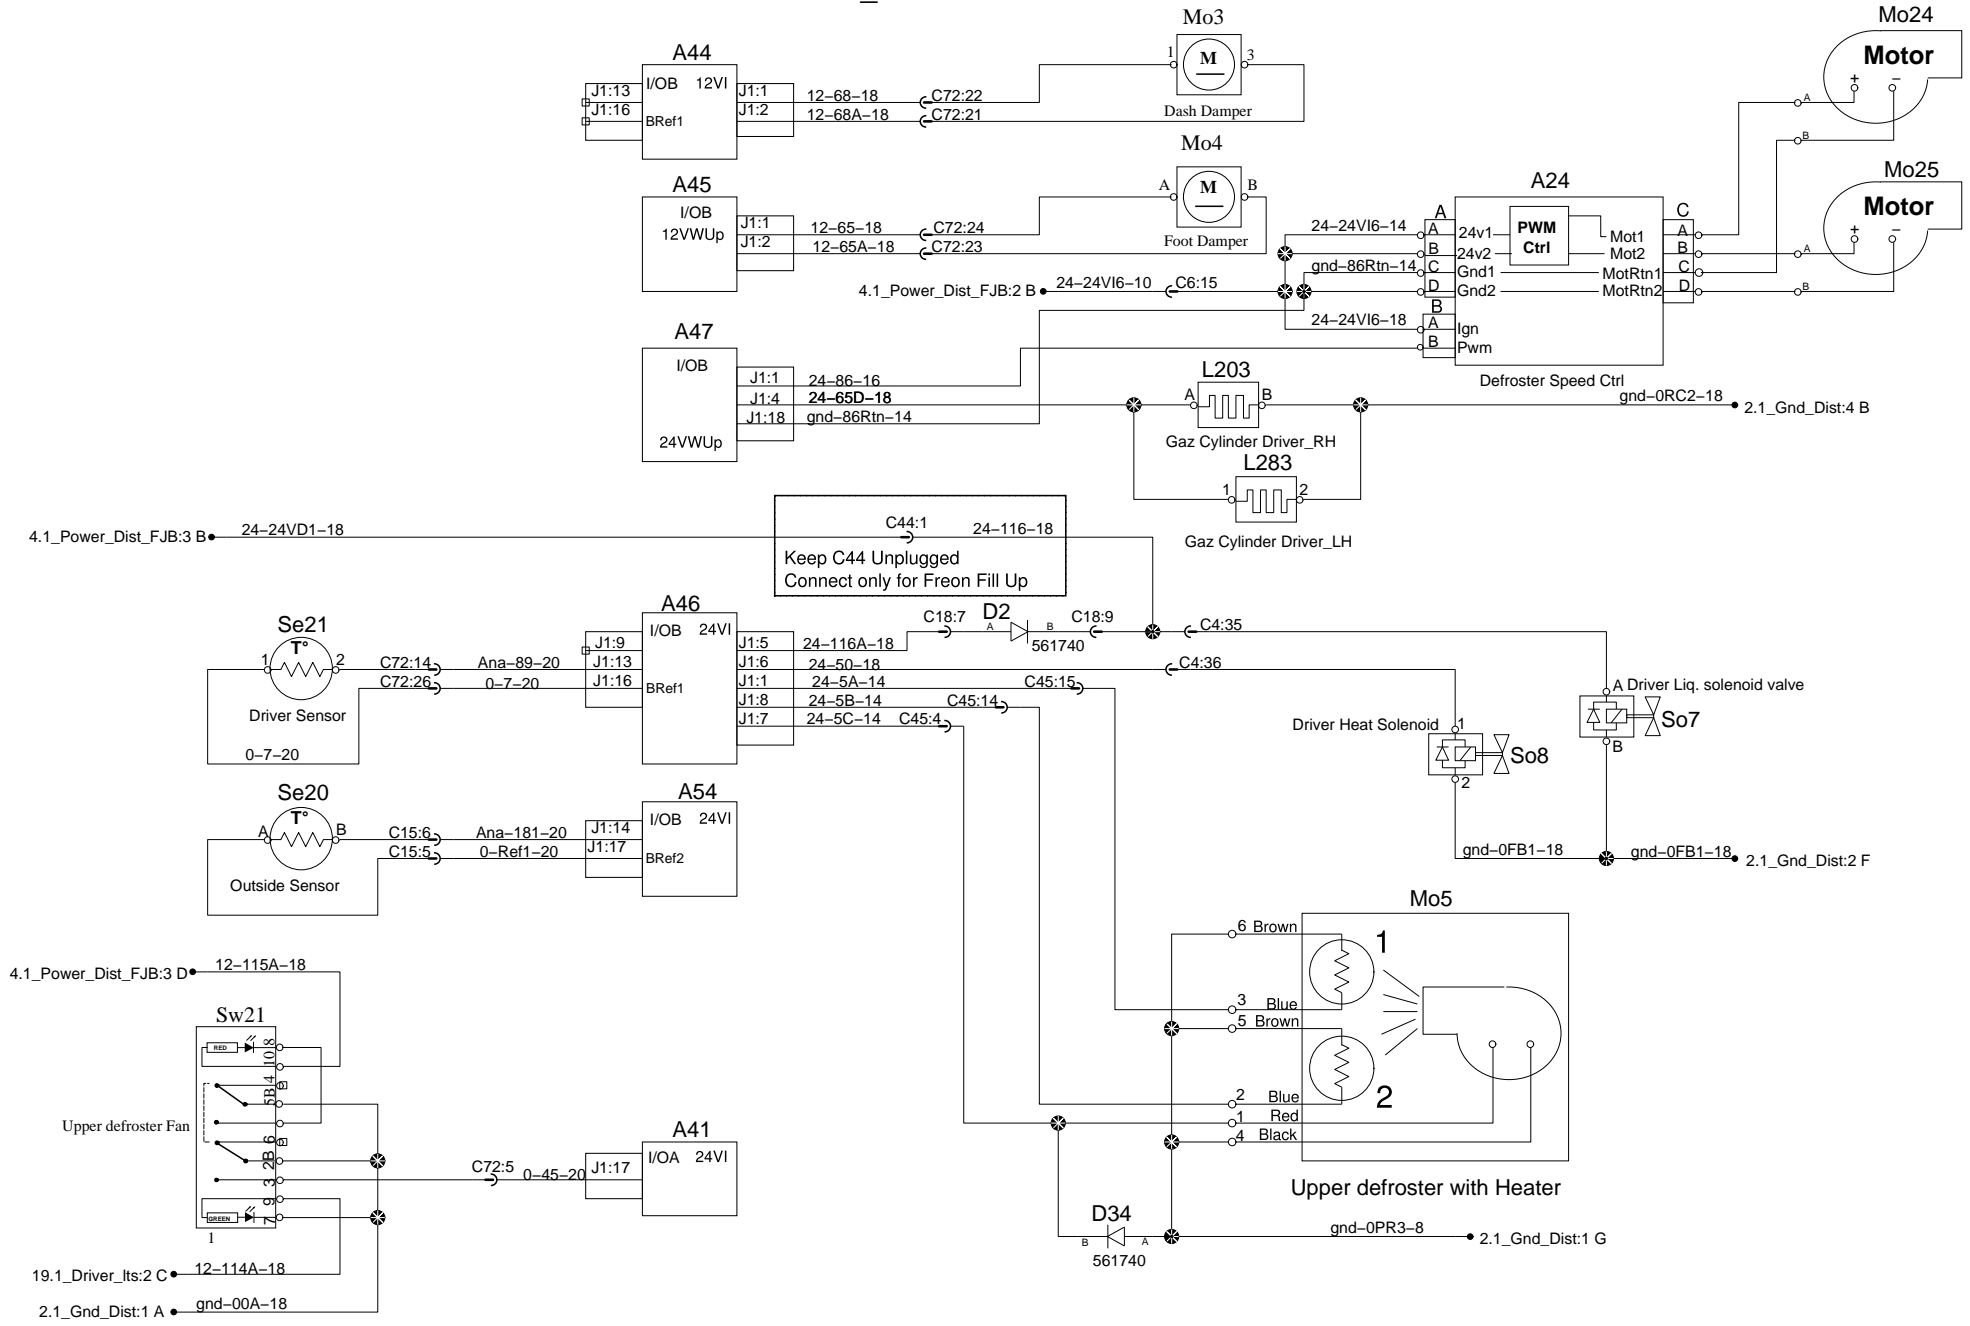 Mo3
1
M
3
Dash Damper
A44
I/OB 12VI
BRef1
J1:13
J1:16
J1:1
J1:2
12–68–18
12–68A–18
C72:22
C72:21
Mo24
Motor
+ –
A
B
Mo4
A
M
B
Foot Damper
A45
I/OB
12VWUp
J1:1
J1:2
12–65–18
12–65A–18
C72:24
C72:23
Mo25
Motor
+ –
A
B
A24
A
A
B
C
D
B
A
B
24v1
24v2
Gnd1
Gnd2
Ign
Pwm
PWM
Ctrl
Mot1
Mot2
MotRtn1
MotRtn2
C
A
B
C
D
Defroster Speed Ctrl
24–24VI6–14
gnd–86Rtn–14
24–24VI6–18
4.1_Power_Dist_FJB:2 B
24–24VI6–10
C6:15
A47
I/OB
24VWUp
J1:1
J1:4
J1:18
24–86–16
24–65D–18
gnd–86Rtn–14
L203
A
B
Gaz Cylinder Driver_RH
L283
1
2
Gaz Cylinder Driver_LH
gnd–0RC2–18
2.1_Gnd_Dist:4 B
4.1_Power_Dist_FJB:3 B
24–24VD1–18
C44:1
24–116–18
Keep C44 Unplugged
Connect only for Freon Fill Up
Se21
T°
1
2
Driver Sensor
C72:14
C72:26
Ana–89–20
0–7–20
0–7–20
A46
I/OB 24VI
BRef1
J1:9
J1:13
J1:16
J1:5
J1:6
J1:1
J1:8
J1:7
24–116A–18
24–50–18
24–5A–14
24–5B–14
24–5C–14
C18:7
D2
A
B
561740
C18:9
C4:35
C4:36
C45:15
C45:14
C45:4
A Driver Liq. solenoid valve
So7
B
Driver Heat Solenoid
1
So8
2
gnd–0FB1–18
gnd–0FB1–18
2.1_Gnd_Dist:2 F
Se20
T°
A
B
Outside Sensor
C15:6
C15:5
Ana–181–20
0–Ref1–20
A54
I/OB 24VI
BRef2
J1:14
J1:17
Mo5
6 Brown
3 Blue
5 Brown
2 Blue
1 Red
4 Black
1
2
Upper defroster with Heater
D34
B
A
561740
gnd–0PR3–8
2.1_Gnd_Dist:1 G
4.1_Power_Dist_FJB:3 D
12–115A–18
Sw21
RED
8
10
4
5B
6
2B
3
9
7
GREEN
1
Upper defroster Fan
C72:5
0–45–20
A41
I/OA 24VI
J1:17
19.1_Driver_lts:2 C
12–114A–18
2.1_Gnd_Dist:1 A
gnd–00A–18